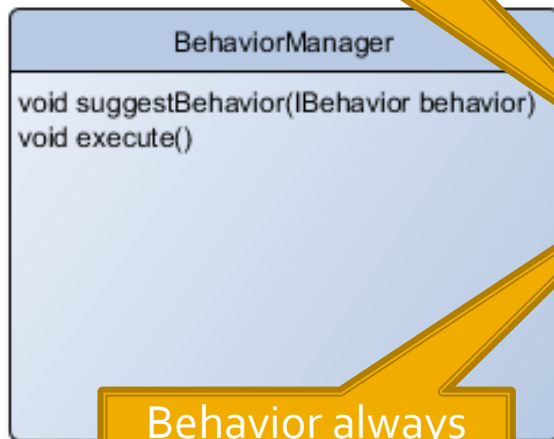 BehaviorManager
void suggestBehavior(IBehavior behavior)
void execute()
Behavior always